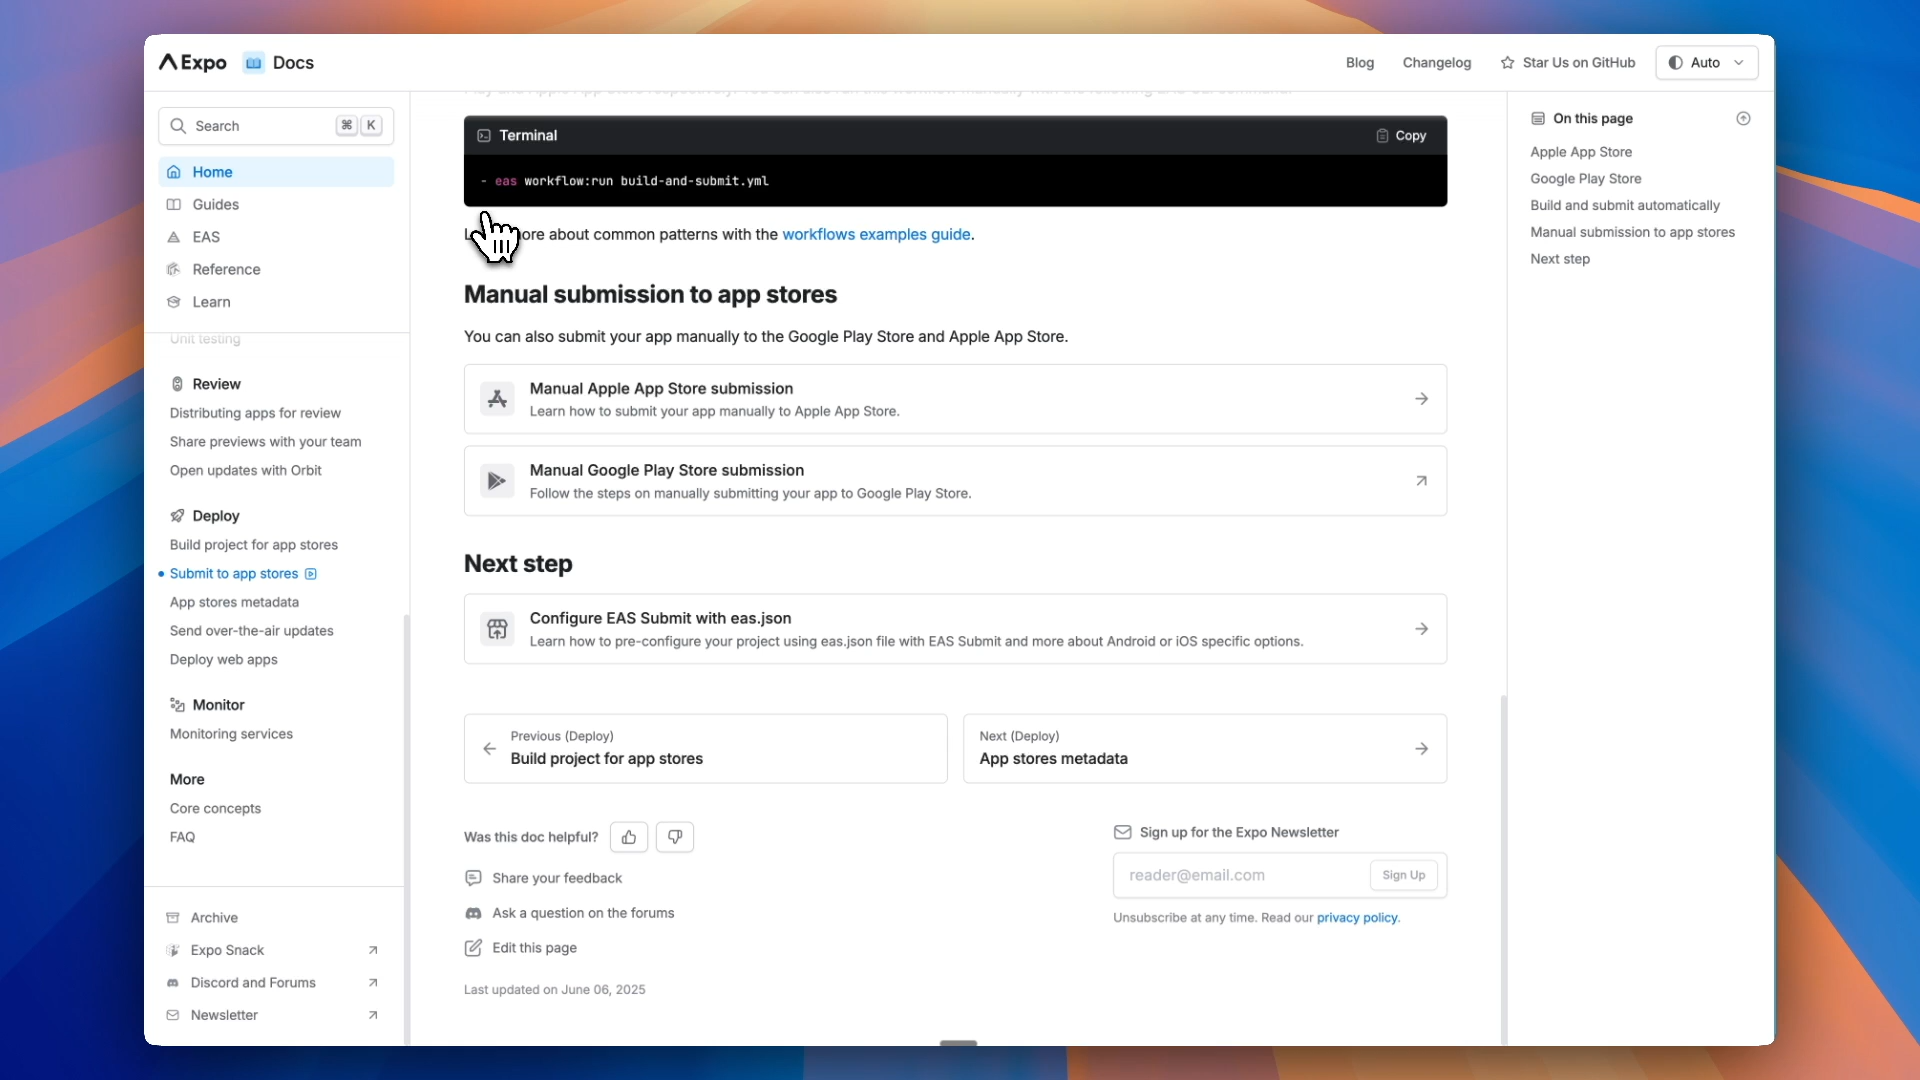 Expo Docs
Blog
Changelog
Star Us on GitHub
Auto
Search ⌘ K
Home
Guides
EAS
Reference
Learn
Unit testing
Review
Distributing apps for review
Share previews with your team
Open updates with Orbit
Deploy
Build project for app stores
Submit to app stores
App stores metadata
Send over-the-air updates
Deploy web apps
Monitor
Monitoring services
More
Core concepts
FAQ
Archive
Expo Snack
Discord and Forums
Newsletter
Terminal
Copy
- eas workflow:run build-and-submit.yml
about common patterns with the workflows examples guide.
Manual submission to app stores
You can also submit your app manually to the Google Play Store and Apple App Store.
Manual Apple App Store submission
Learn how to submit your app manually to Apple App Store.
Manual Google Play Store submission
Follow the steps on manually submitting your app to Google Play Store.
Next step
Configure EAS Submit with eas.json
Learn how to pre-configure your project using eas.json file with EAS Submit and more about Android or iOS specific options.
Previous (Deploy)
Build project for app stores
Next (Deploy)
App stores metadata
Was this doc helpful?
Share your feedback
Ask a question on the forums
Edit this page
Last updated on June 06, 2025
Sign up for the Expo Newsletter
reader@email.com
Sign Up
Unsubscribe at any time. Read our privacy policy.
On this page
Apple App Store
Google Play Store
Build and submit automatically
Manual submission to app stores
Next step